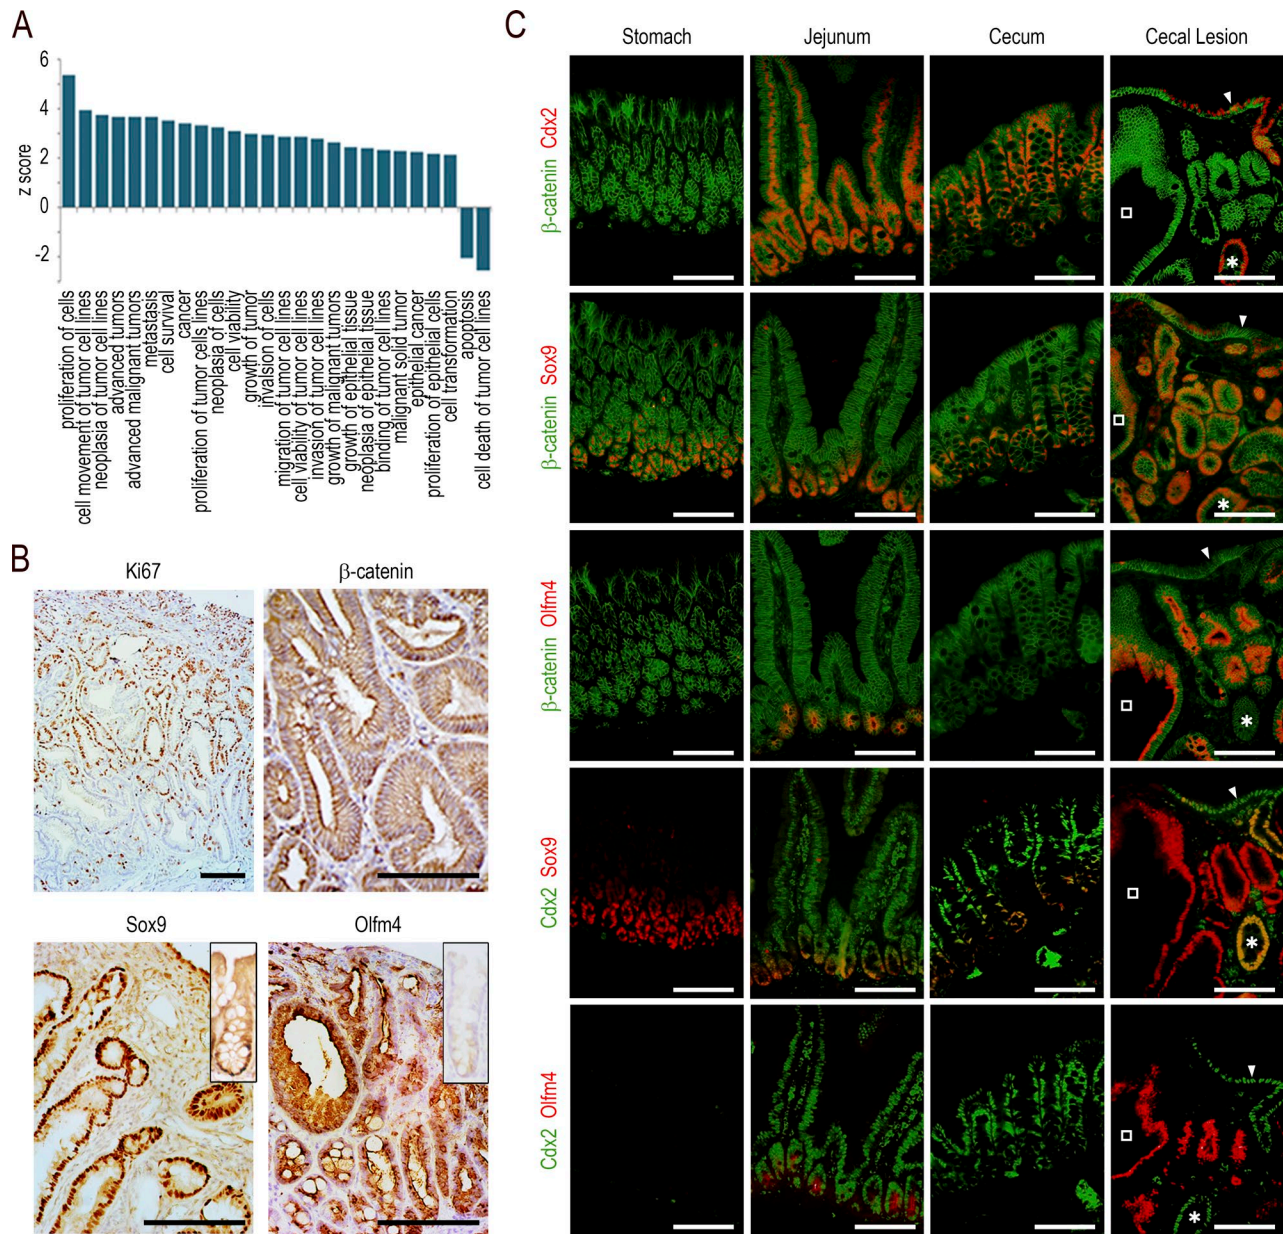 A
6
4
2
0
-2
z score
proliferation of cells
cell movement of tumor cell lines
neoplasia of tumor cell lines
advanced tumors
advanced malignant tumors
metastasis
cell survival
cancer
proliferation of tumor cells lines
neoplasia of cells
cell viability
growth of tumor
invalsion of cells
migration of tumor cell lines
cell viability of tumor cell lines
invasion of tumor cell lines
growth of malignant tumors
growth of epithelial tissue
neoplasia of epithelial tissue
binding of tumor cell lines
malignant solid tumor
epithelial cancer
proliferation of epithelial cells
cell transformation
apoptosis
cell death of tumor cell lines
B
Ki67
β-catenin
Sox9
Olfm4
C
Stomach
Jejunum
Cecum
Cecal Lesion
β-catenin Cdx2
*
β-catenin Sox9
*
β-catenin Olfm4
*
Cdx2 Sox9
*
Cdx2 Olfm4
*